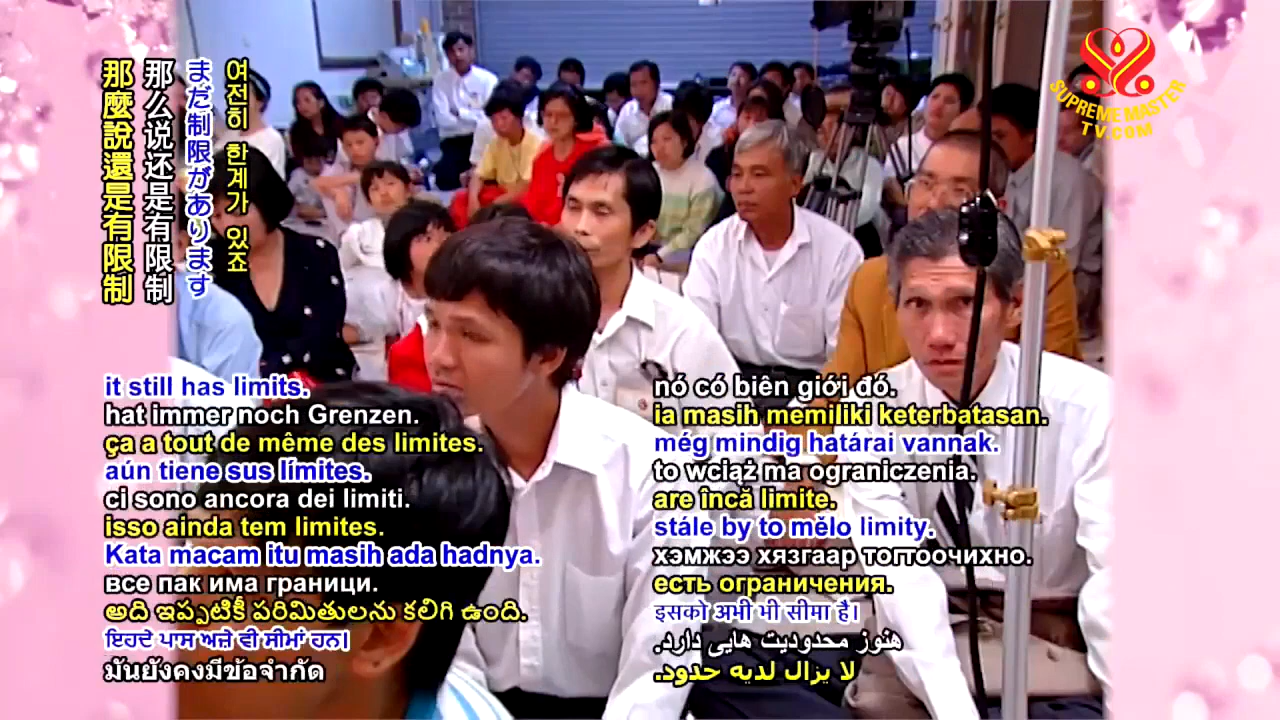 那麼說還是有限制
那么说还是有限制
まだ制限があります
여전히 한계가 있죠
SUPREME MASTER
TV.COM
it still has limits.
hat immer noch Grenzen.
ça a tout de même des limites.
aún tiene sus límites.
ci sono ancora dei limiti.
isso ainda tem limites.
Kata macam itu masih ada hadnya.
все пак има граници.
అది ఇప్పటికీ పరిమితులను కలిగి ఉంది.
ਇਹਦੇ ਪਾਸ ਅਜੇ ਵੀ ਸੀਮਾਂ ਹਨ।
มันยังคงมีข้อจำกัด
nó có biên giới đó.
ia masih memiliki keterbatasan.
még mindig határai vannak.
to wciąż ma ograniczenia.
are încă limite.
stále by to mělo limity.
хэмжээ хязгаар тогтоочихно.
есть ограничения.
इसको अभी भी सीमा है।
هنوز محدودیت هایی دارد.
لا يزال لديه حدود.